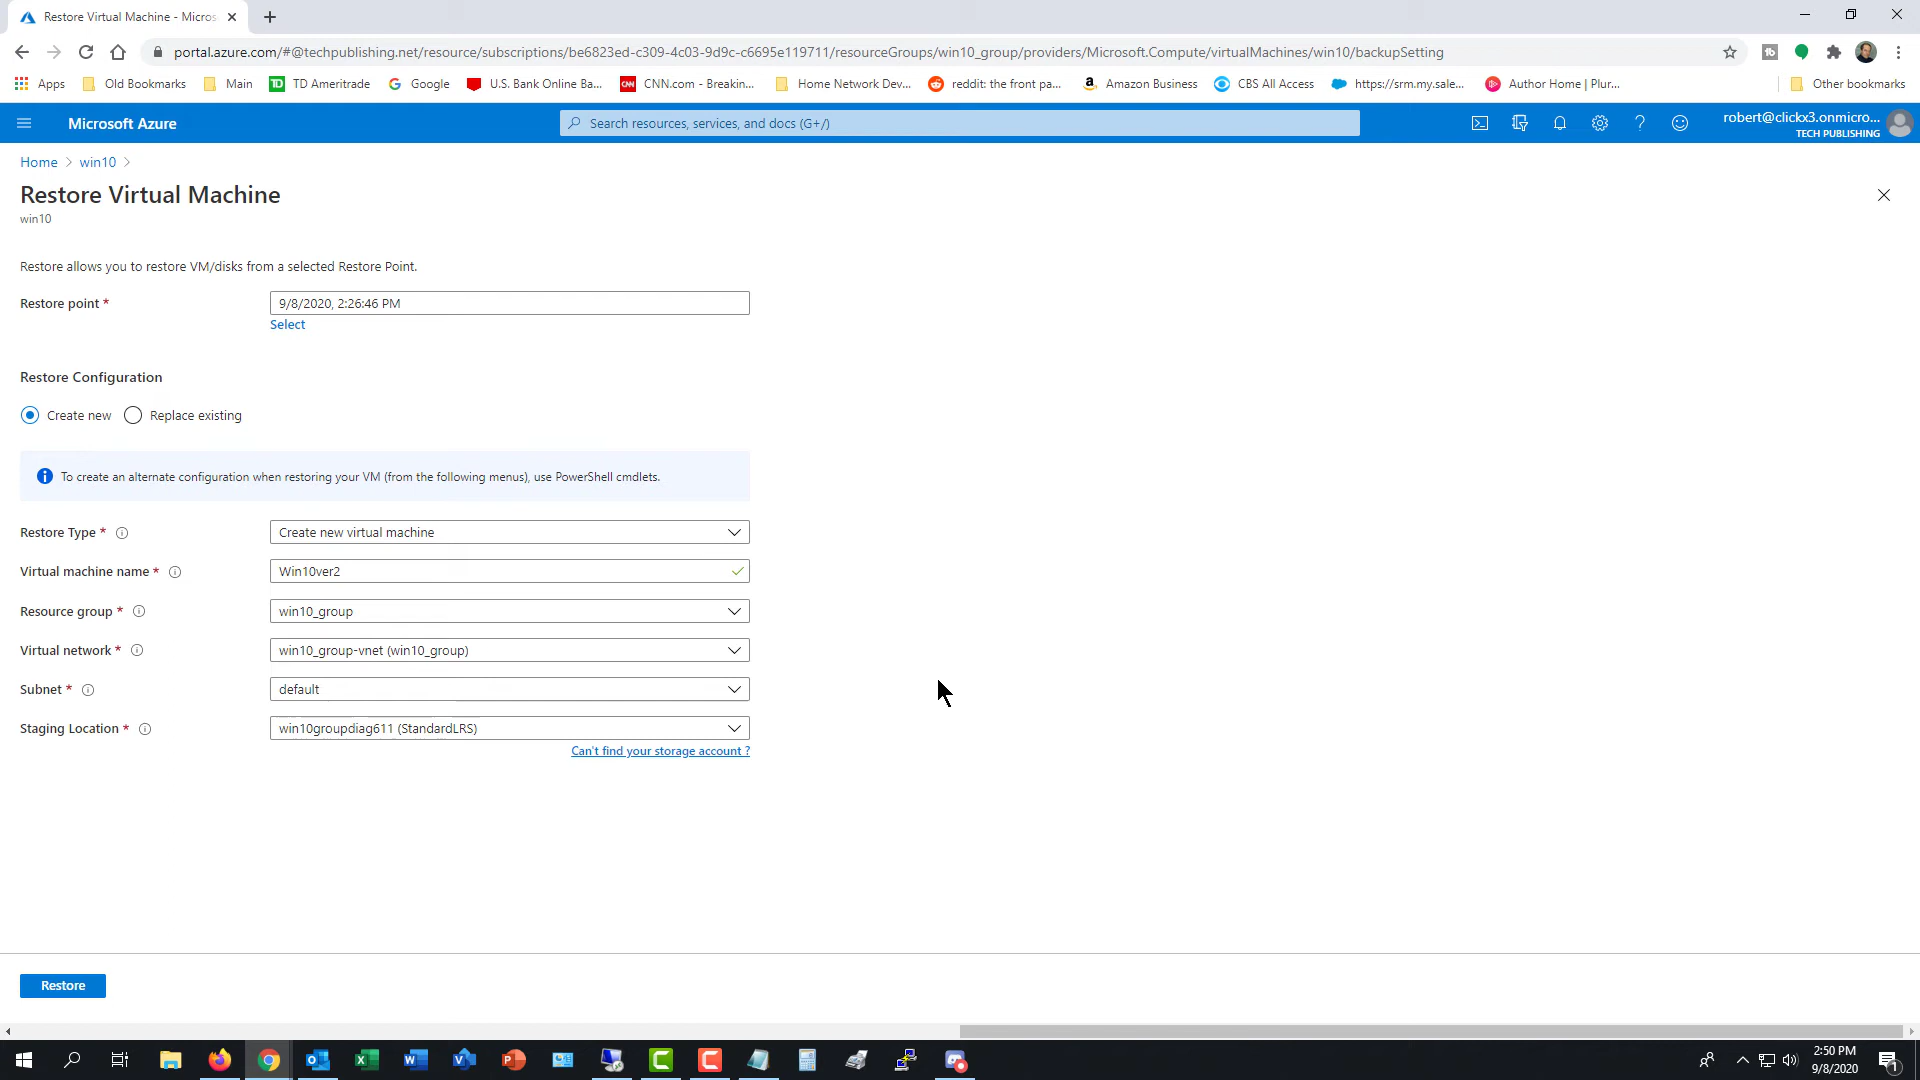 Restore Virtual Machine - Micros
portal.azure.com/#@techpublishing.net/resource/subscriptions/be6823ed-c309-4c03-9d9c-c6695e119711/resourceGroups/win10_group/providers/Microsoft.Compute/virtualMachines/win10/backupSetting
Apps Old Bookmarks Main TD Ameritrade Google U.S. Bank Online Ba... CNN.com - Breakin... Home Network Dev... reddit: the front pa... Amazon Business CBS All Access https://srm.my.sale... Author Home | Plur... Other bookmarks
Microsoft Azure
Search resources, services, and docs (G+/)
robert@clickx3.onmicro...
TECH PUBLISHING
Home > win10 >
Restore Virtual Machine
win10
Restore allows you to restore VM/disks from a selected Restore Point.
Restore point * 9/8/2020, 2:26:46 PM
Select
Restore Configuration
Create new Replace existing
To create an alternate configuration when restoring your VM (from the following menus), use PowerShell cmdlets.
Restore Type * Create new virtual machine
Virtual machine name * Win10ver2
Resource group * win10_group
Virtual network * win10_group-vnet (win10_group)
Subnet * default
Staging Location * win10groupdiag611 (StandardLRS)
Can't find your storage account ?
Restore
2:50 PM
9/8/2020
1